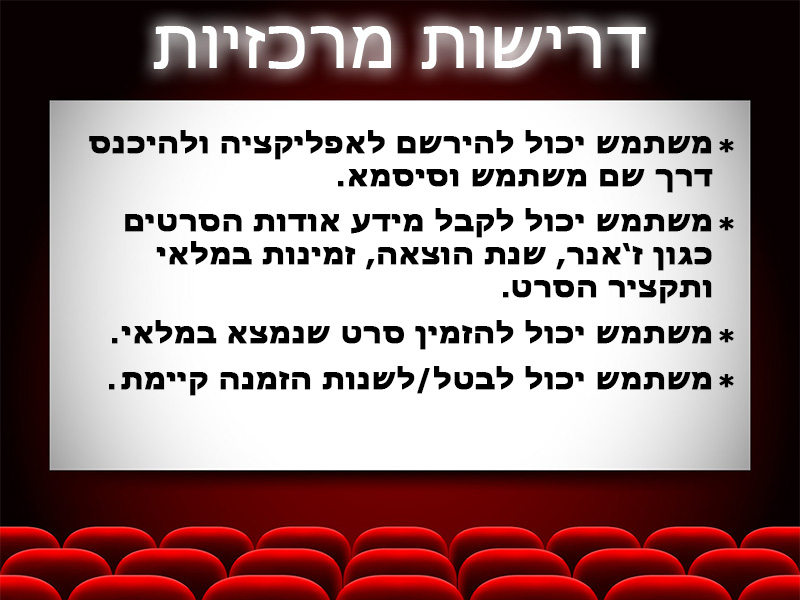 דרישות מרכזיות
* משתמש יכול להירשם לאפליקציה ולהיכנס
דרך שם משתמש וסיסמא.
* משתמש יכול לקבל מידע אודות הסרטים
כגון ז'אנר, שנת הוצאה, זמינות במלאי
ותקציר הסרט.
* משתמש יכול להזמין סרט שנמצא במלאי.
* משתמש יכול לבטל/לשנות הזמנה קיימת.